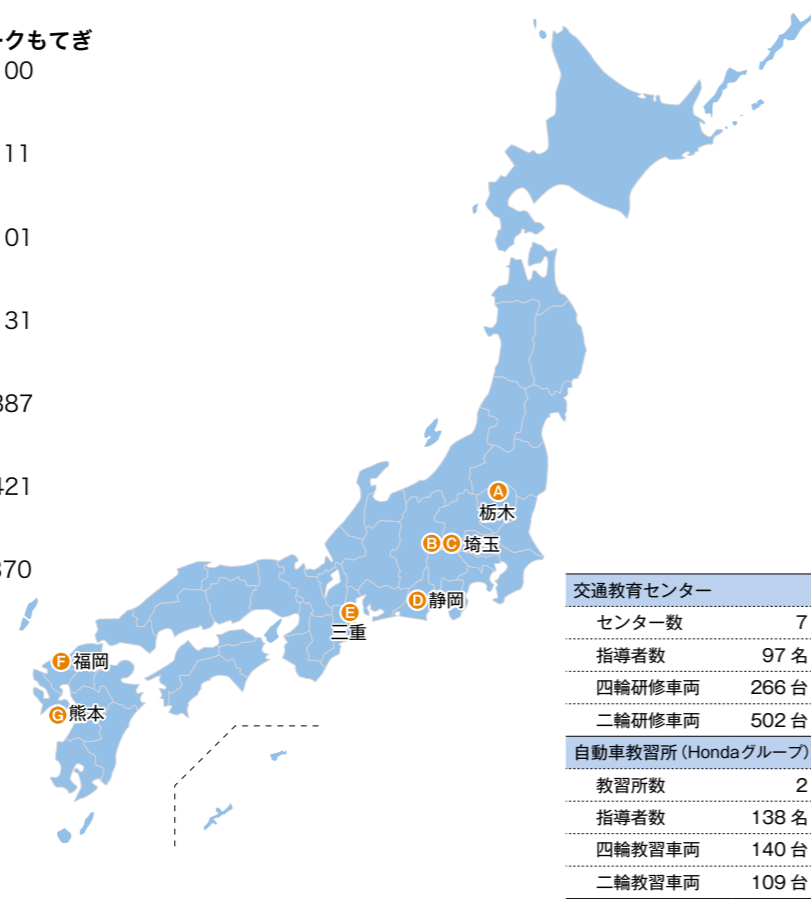 ークもてぎ
00
11
01
31
387
421
370
A
栃木
B C 埼玉
D 静岡
E
三重
F 福岡
G 熊本
交通教育センター
センター数 7
指導者数 97 名
四輪研修車両 266 台
二輪研修車両 502 台
自動車教習所（Hondaグループ）
教習所数 2
指導者数 138 名
四輪教習車両 140 台
二輪教習車両 109 台